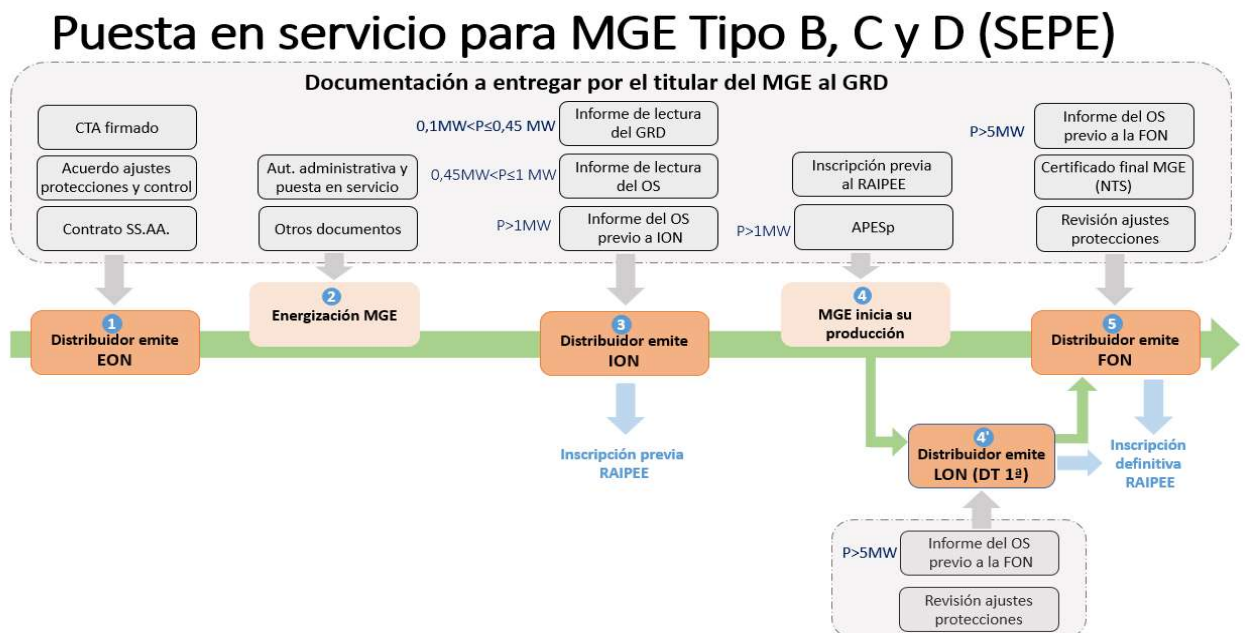 Puesta en servicio para MGE Tipo B, C y D (SEPE)
Documentación a entregar por el titular del MGE al GRD
CTA firmado
Acuerdo ajustes
protecciones y control
Contrato SS.AA.
Aut. administrativa y
puesta en servicio
Otros documentos
0,1MW<P≤0,45 MW
Informe de lectura
del GRD
0,45MW<P≤1 MW
Informe de lectura
del OS
P>1MW
Informe del OS
previo a ION
Inscripción previa
al RAIPEE
P>1MW
APESp
P>5MW
Informe del OS
previo a la FON
Certificado final MGE
(NTS)
Revisión ajustes
protecciones
1
Distribuidor emite
EON
2
Energización MGE
3
Distribuidor emite
ION
4
MGE inicia su
producción
5
Distribuidor emite
FON
Inscripción previa
RAIPEE
4'
Distribuidor emite
LON (DT 1ª)
Inscripción
definitiva
RAIPEE
P>5MW
Informe del OS
previo a la FON
Revisión ajustes
protecciones